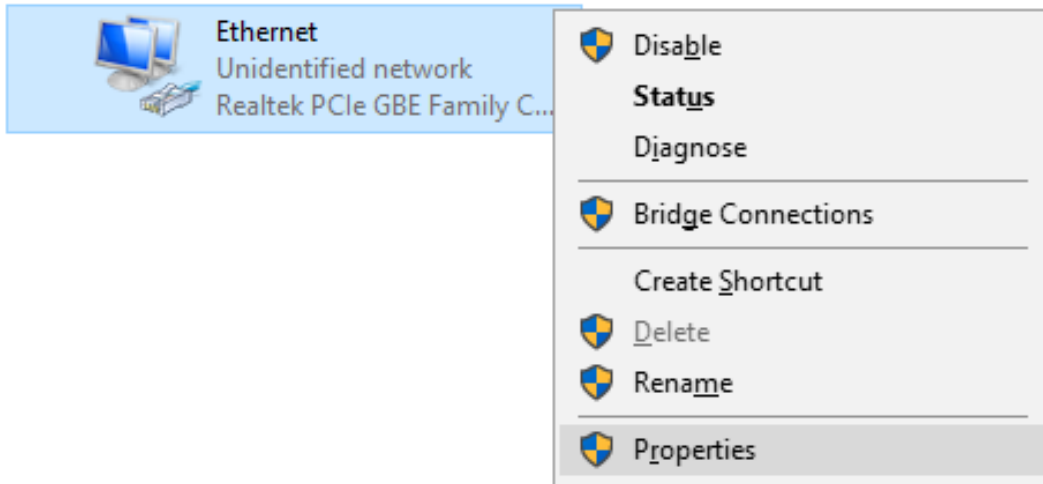 Ethernet
Unidentified network
Realtek PCIe GBE Family C...
Disable
Status
Diagnose
Bridge Connections
Create Shortcut
Delete
Rename
Properties